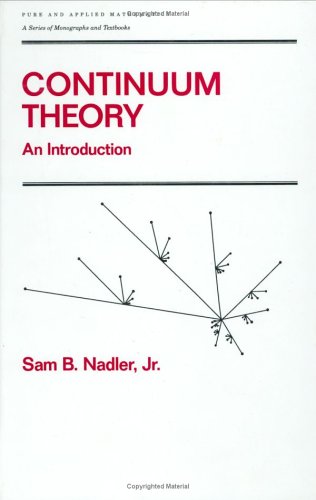 PURE AND APPLIED MAT
A Series of Monographs and Textbooks
CONTINUUM
THEORY
An Introduction
Sam B. Nadler, Jr.
Copyrighted Material
Copyrighted Material